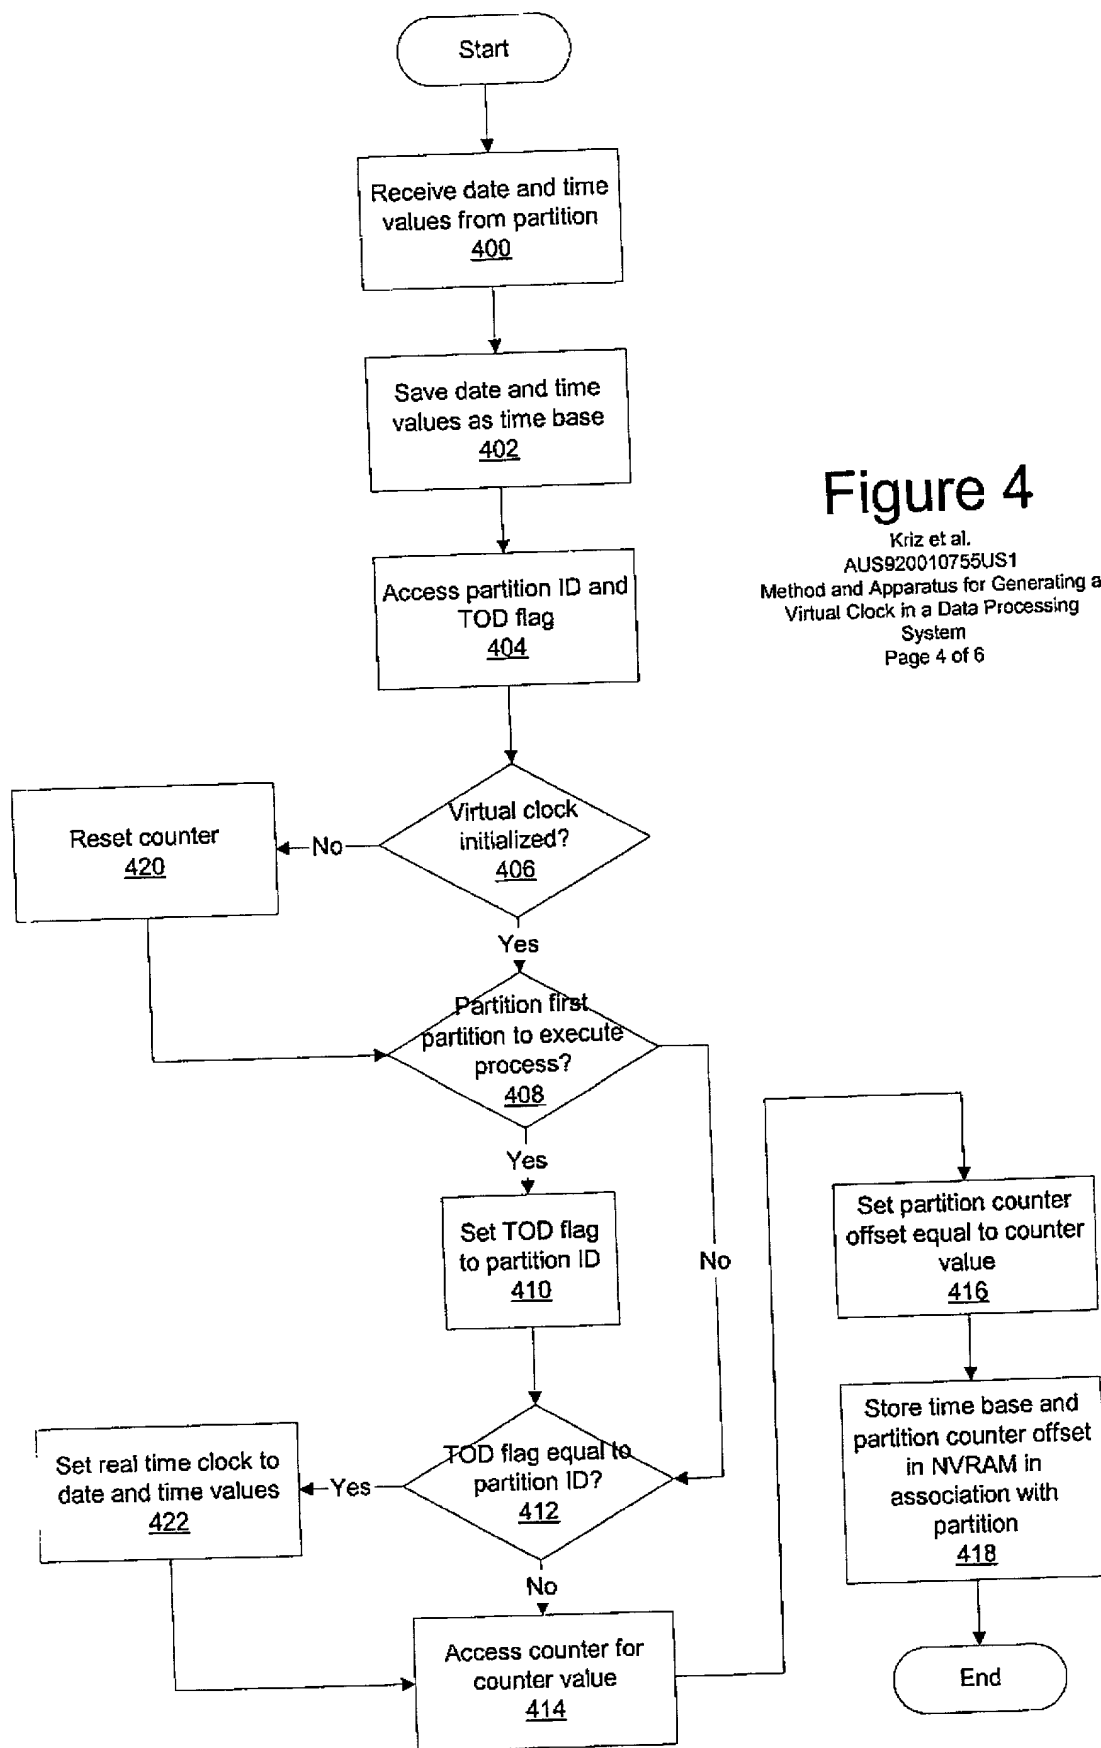 Start
Receive date and time
values from partition
400
Save date and time
values as time base
402
Figure 4
Kriz et al.
AUS920010755US1
Method and Apparatus for Generating a
Virtual Clock in a Data Processing
System
Page 4 of 6
Access partition ID and
TOD flag
404
Virtual clock
initialized?
406
No
Reset counter
420
Yes
Partition first
partition to execute
process?
408
Yes
No
Set TOD flag
to partition ID
410
TOD flag equal to
partition ID?
412
Yes
Set real time clock to
date and time values
422
No
Access counter for
counter value
414
Set partition counter
offset equal to counter
value
416
Store time base and
partition counter offset
in NVRAM in
association with
partition
418
End